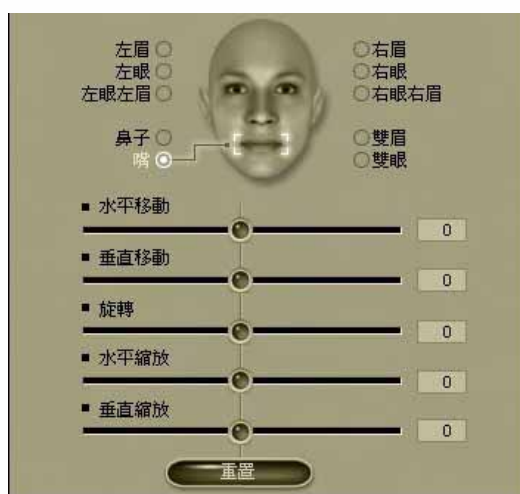 左眉 右眉
左眼 右眼
左眼左眉 右眼右眉
鼻子 雙眉
嘴 雙眼
水平移動
0
垂直移動
0
旋轉
0
水平縮放
0
垂直縮放
0
重置